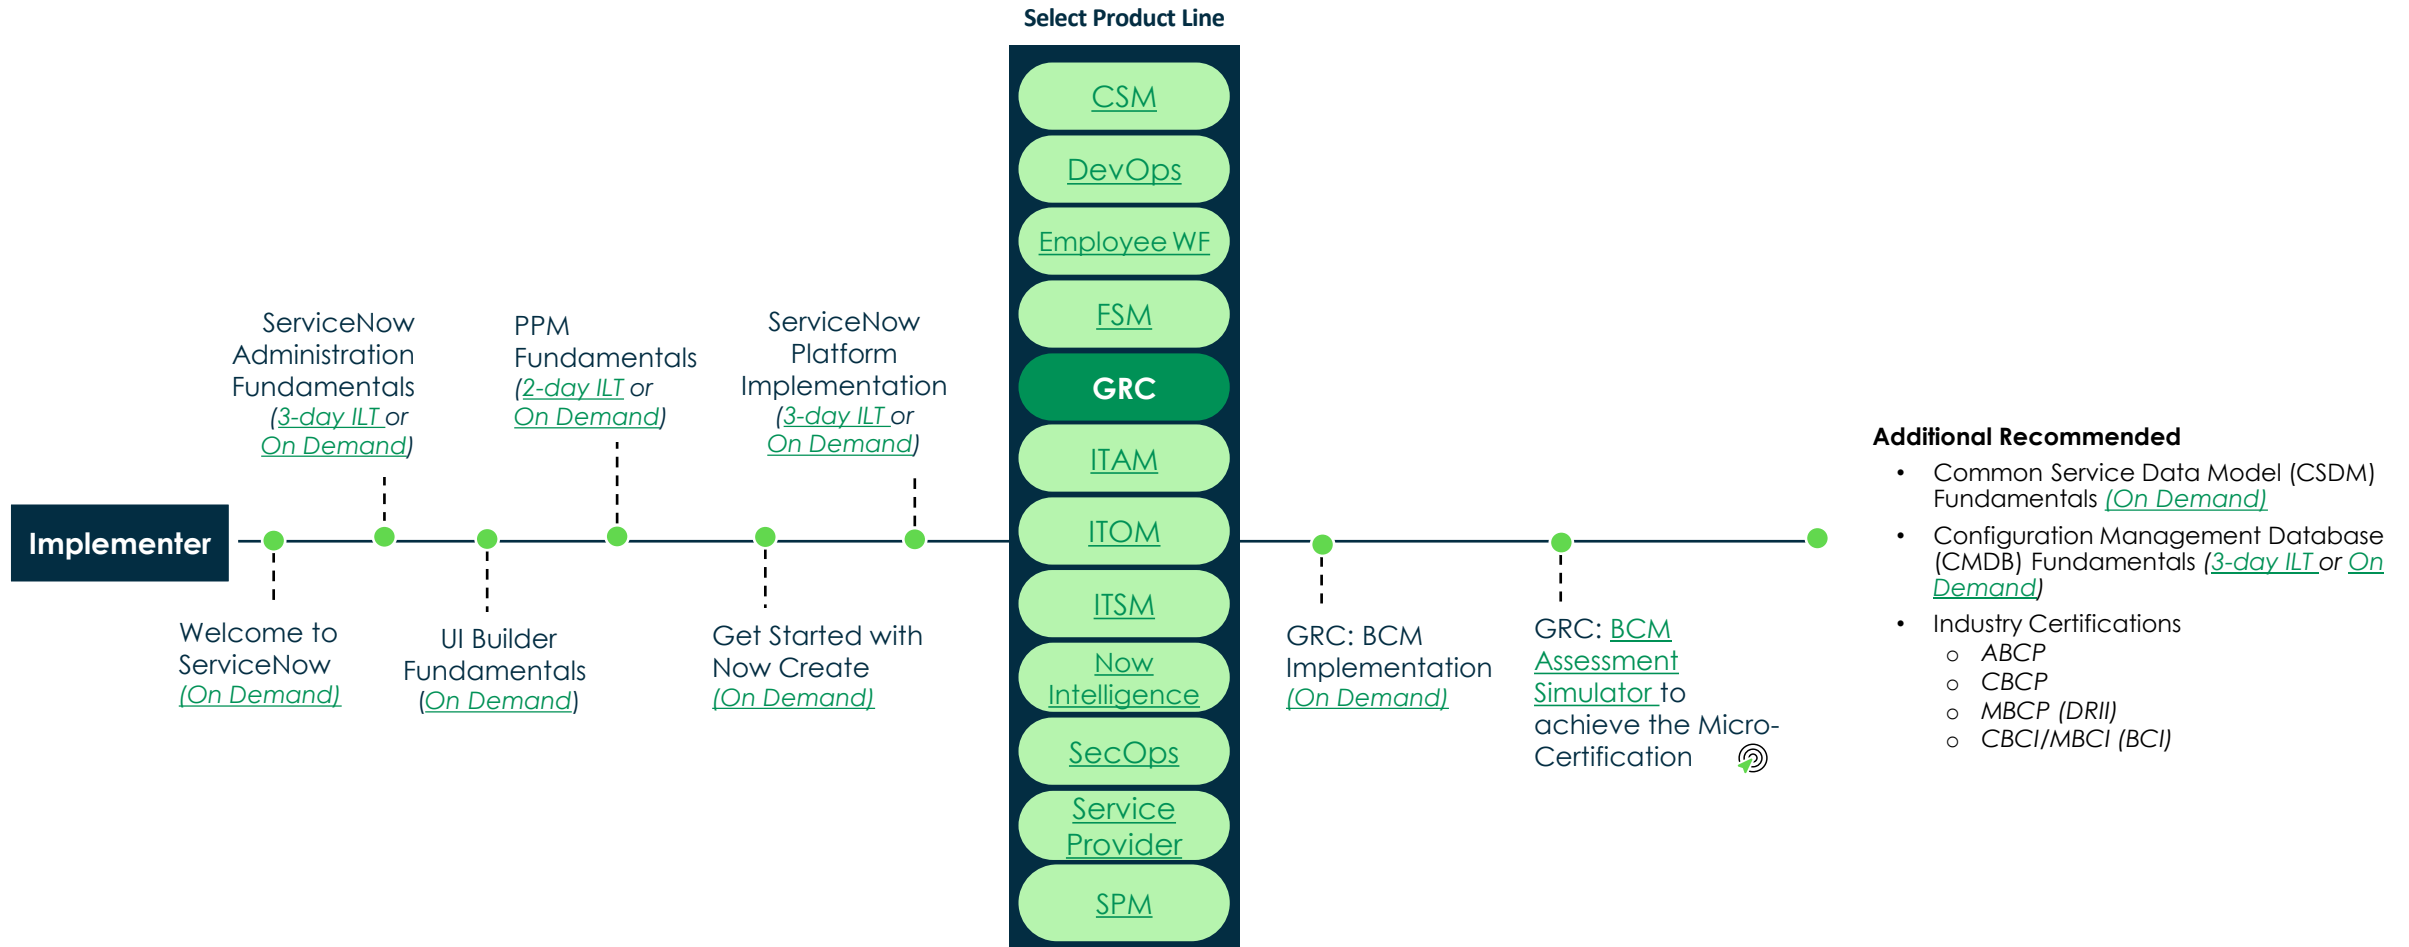 Select Product Line
CSM
DevOps
Employee WF
FSM
GRC
ITAM
ITOM
ITSM
Now
Intelligence
SecOps
Service
Provider
SPM
Implementer
ServiceNow
Administration
Fundamentals
(3-day ILT or
On Demand)
PPM
Fundamentals
(2-day ILT or
On Demand)
ServiceNow
Platform
Implementation
(3-day ILT or
On Demand)
Welcome to
ServiceNow
(On Demand)
UI Builder
Fundamentals
(On Demand)
Get Started with
Now Create
(On Demand)
GRC: BCM
Implementation
(On Demand)
GRC: BCM
Assessment
Simulator to
achieve the Micro-
Certification
Additional Recommended
• Common Service Data Model (CSDM)
Fundamentals (On Demand)
• Configuration Management Database
(CMDB) Fundamentals (3-day ILT or On
Demand)
• Industry Certifications
o ABCP
o CBCP
o MBCP (DRII)
o CBCI/MBCI (BCI)